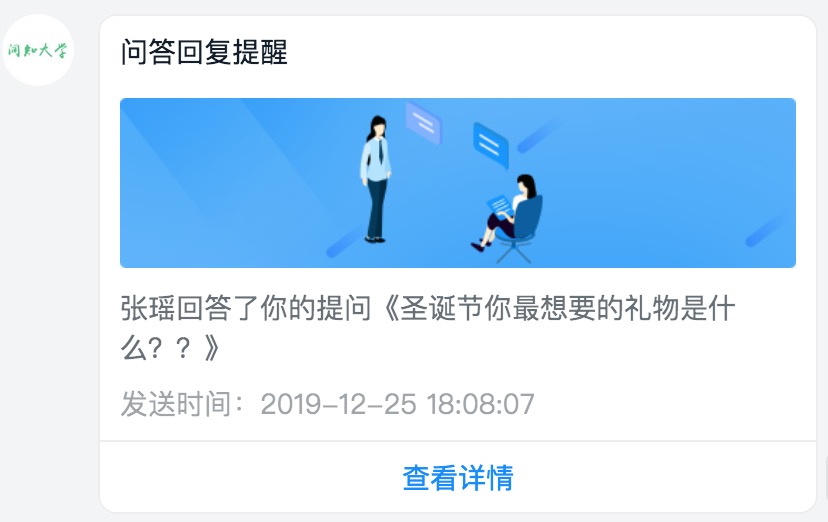 问知大学
问答回复提醒
张瑶回答了你的提问《圣诞节你最想要的礼物是什
么？？》
发送时间：2019-12-25 18:08:07
查看详情